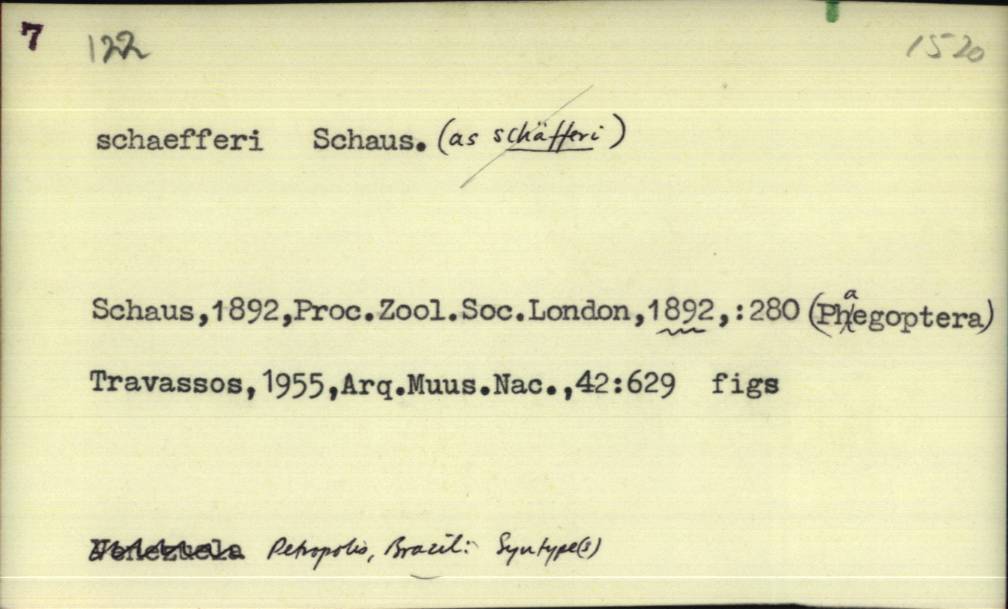 7 122 1520
schaefferi Schaus. (as schäfferi)
Schaus,1892,Proc.Zool.Soc.London,1892,:280 (Phaegoptera)
Travassos,1955,Arq.Muus.Nac.,42:629 figs
Venezuela Petropolis, Brazil: Syntype(s)